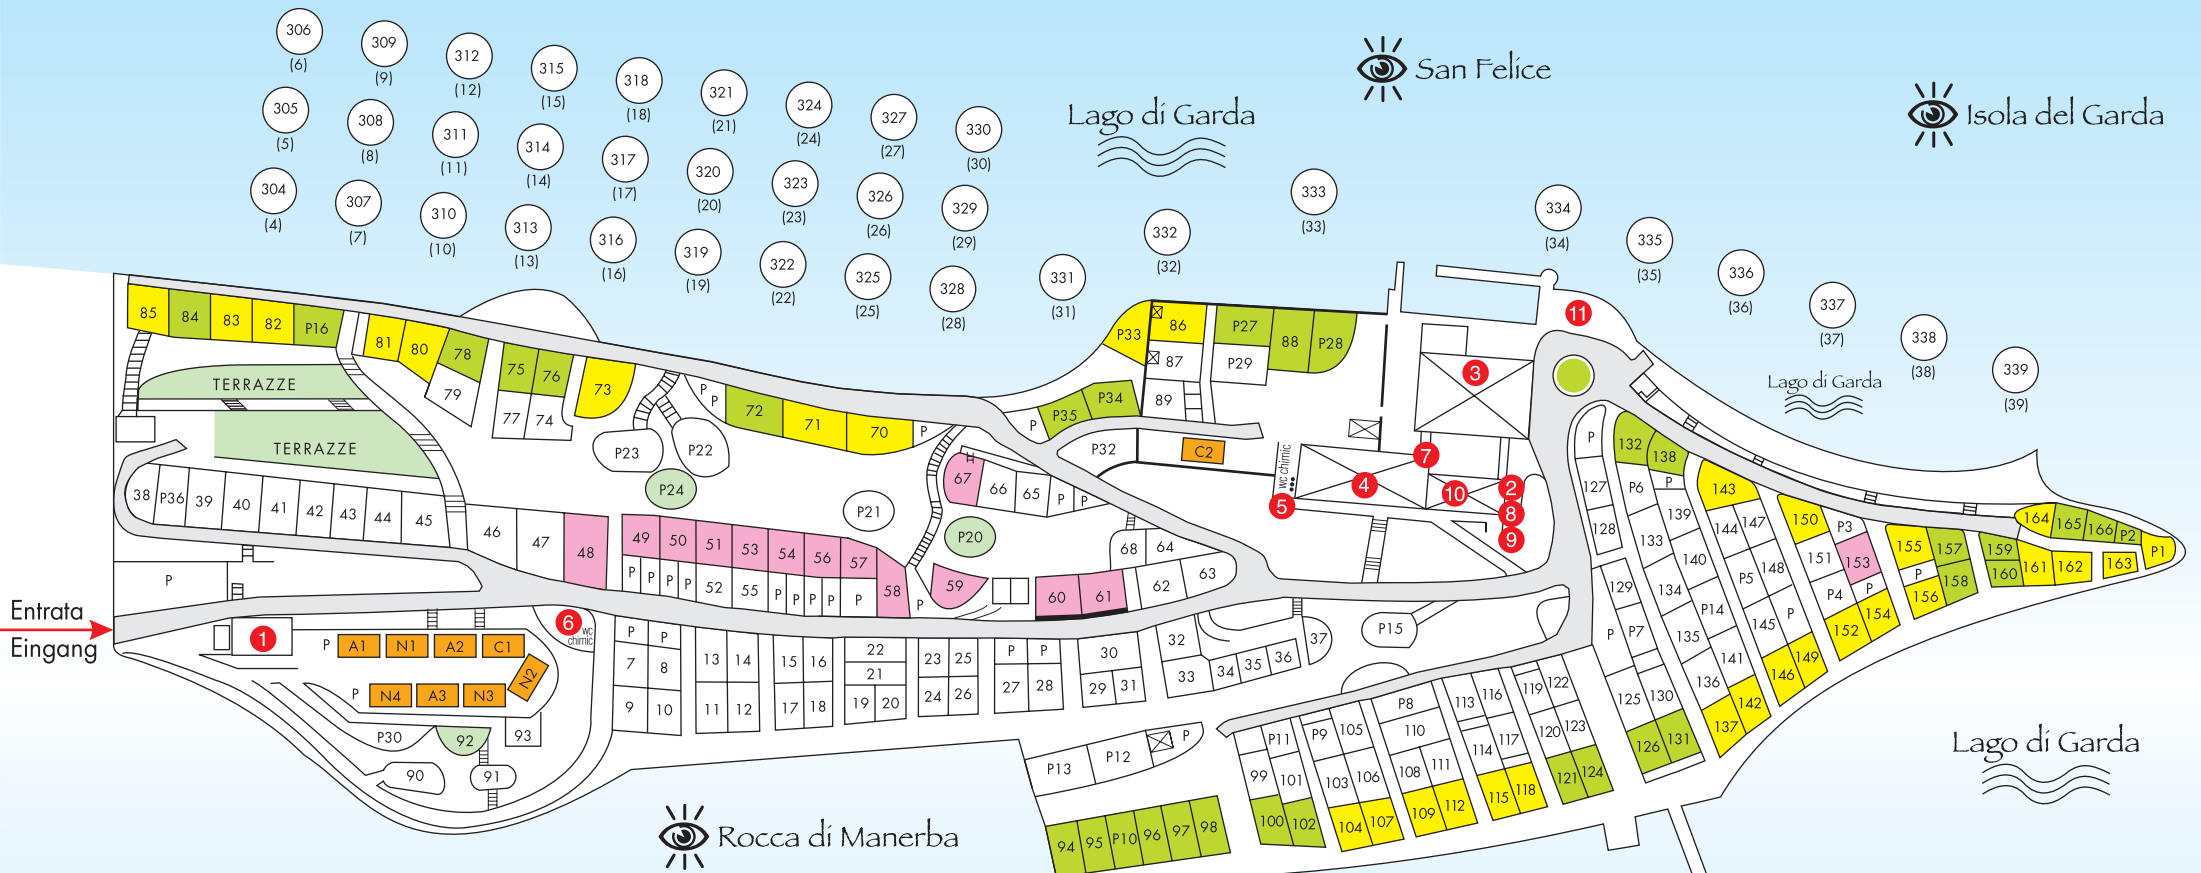 306
(6)
309
(9)
312
(12)
315
(15)
318
(18)
321
(21)
324
(24)
327
(27)
330
(30)
305
(5)
308
(8)
311
(11)
314
(14)
317
(17)
320
(20)
323
(23)
326
(26)
329
(29)
304
(4)
307
(7)
310
(10)
313
(13)
316
(16)
319
(19)
322
(22)
325
(25)
328
(28)
331
(31)
332
(32)
333
(33)
334
(34)
335
(35)
336
(36)
337
(37)
338
(38)
339
(39)
San Felice
Isola del Garda
Lago di Garda
Lago di Garda
Lago di Garda
Rocca di Manerba
Entrata
Eingang
85 84 83 82 P16
81 80 78 79
75 76 77 74 73
TERRAZZE
TERRAZZE
P23 P22 P24 P21 P20
P P 72 71 70 P
38 P36 39 40 41 42 43 44 45
46 47 48
49 50 51 53 54 56 57 58
P P P P 52 55 P P P P P
P
59
67 66 65 P P
68 64 62 63
60 61
P33 86 87 89
P27 P29 88 P28
P P35 P34
P32 C2
wc chimic
11
3
7
4
10
2
8
9
5
P
1
6
wc
chimic
P A1 N1 A2 C1
N2
P N4 A3 N3
P30 92 93
90 91
P P
7 8
9 10
13 14
11 12
15 16
17 18
22
21
19 20
23 25
24 26
P P
27 28
30
29 31
32 33 34 35 36 37
P15
P13 P12 P
94 95 P10 96 97 98
P11 99 101 100 102
P9 105 103 106 104 107
P8 110 108 111 109 112
113 116 114 117 115 118
119 122 120 123 121 124
P 127 128
129 P P7 125 130 126 131
132 138 P6 P 139 133 140 134 P14 135 141 136 142 137
143 144 147 P5 148 145 P 149 146
150 P3 151 153 P4 P 152 154
155 157 P 158 156
159 160 161 162
164 165 166 P2 P1
163